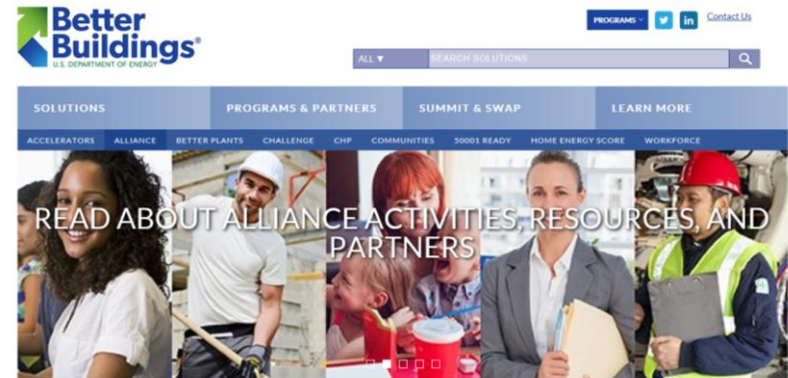 Better
Buildings®
U.S. DEPARTMENT OF ENERGY
PROGRAMS
Contact Us
ALL ▼ SEARCH SOLUTIONS
SOLUTIONS PROGRAMS & PARTNERS SUMMIT & SWAP LEARN MORE
ACCELERATORS ALLIANCE BETTER PLANTS CHALLENGE CHP COMMUNITIES 50001 READY HOME ENERGY SCORE WORKFORCE
READ ABOUT ALLIANCE ACTIVITIES, RESOURCES, AND
PARTNERS